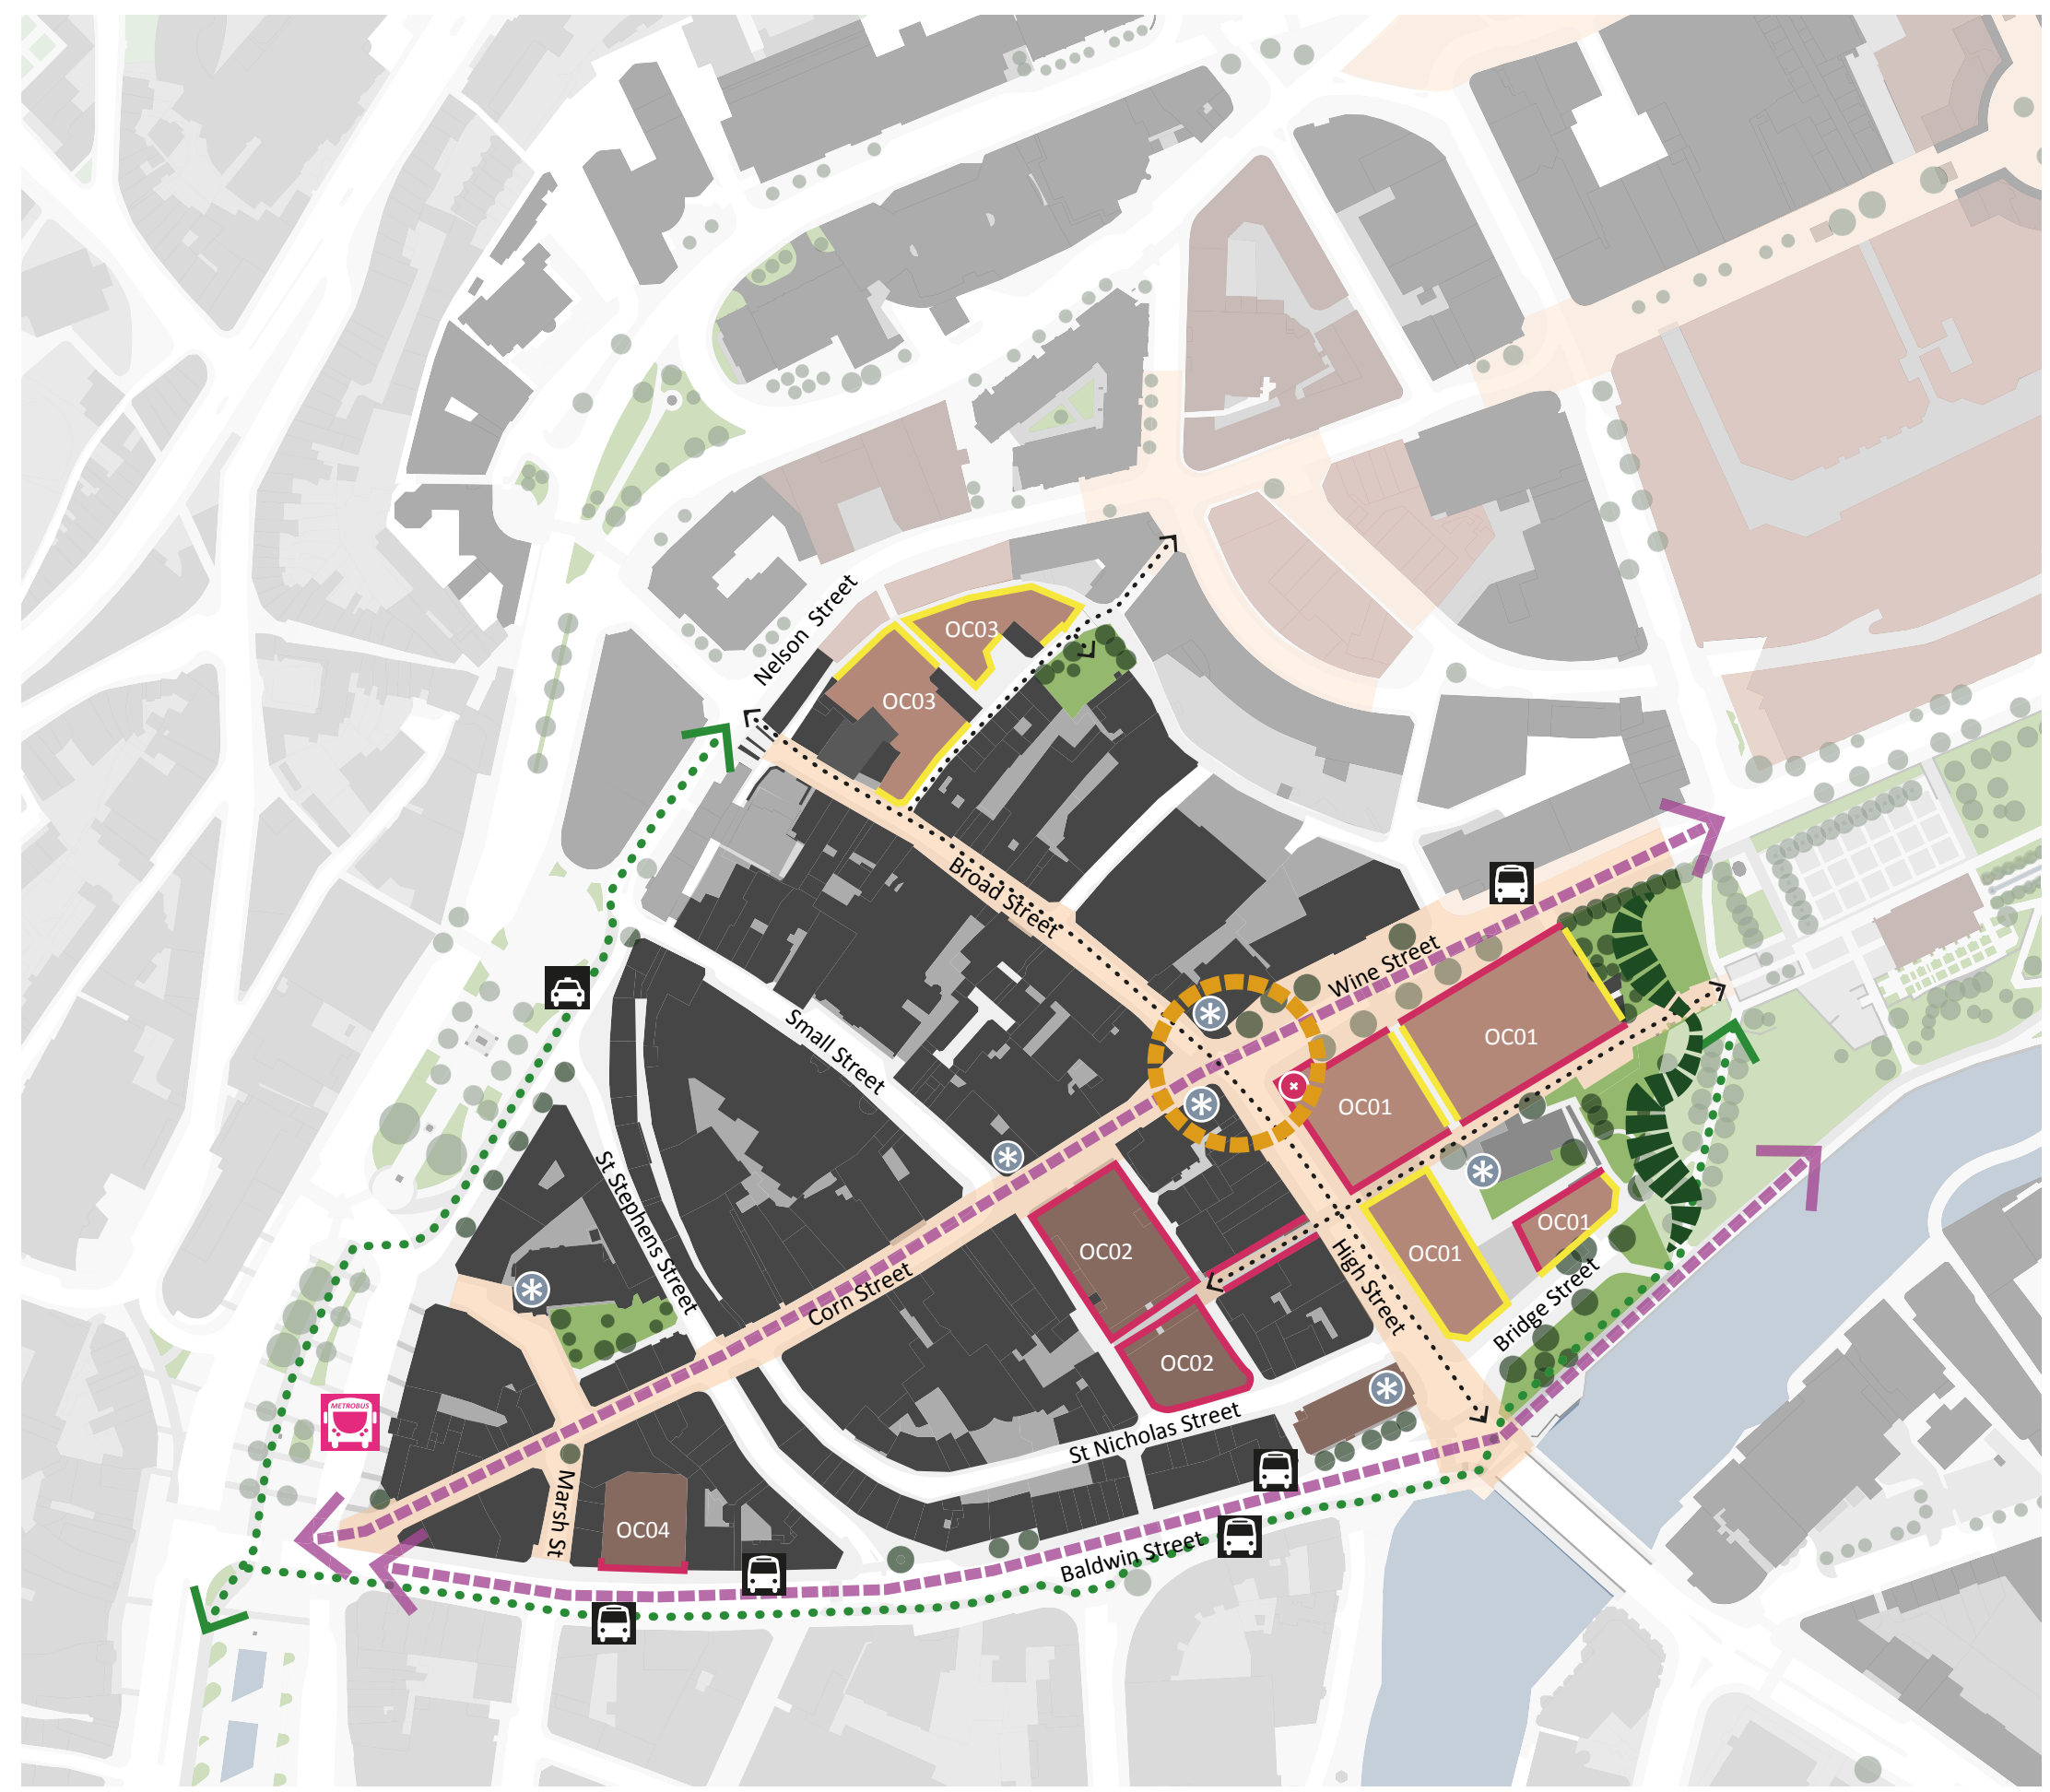 Nelson Street
OC03
OC03
Broad Street
Wine Street
OC01
Small Street
OC01
St Stephens Street
OC01
OC02
High Street
OC01
Corn Street
Bridge Street
OC02
METROBUS
St Nicholas Street
Marsh St
OC04
Baldwin Street